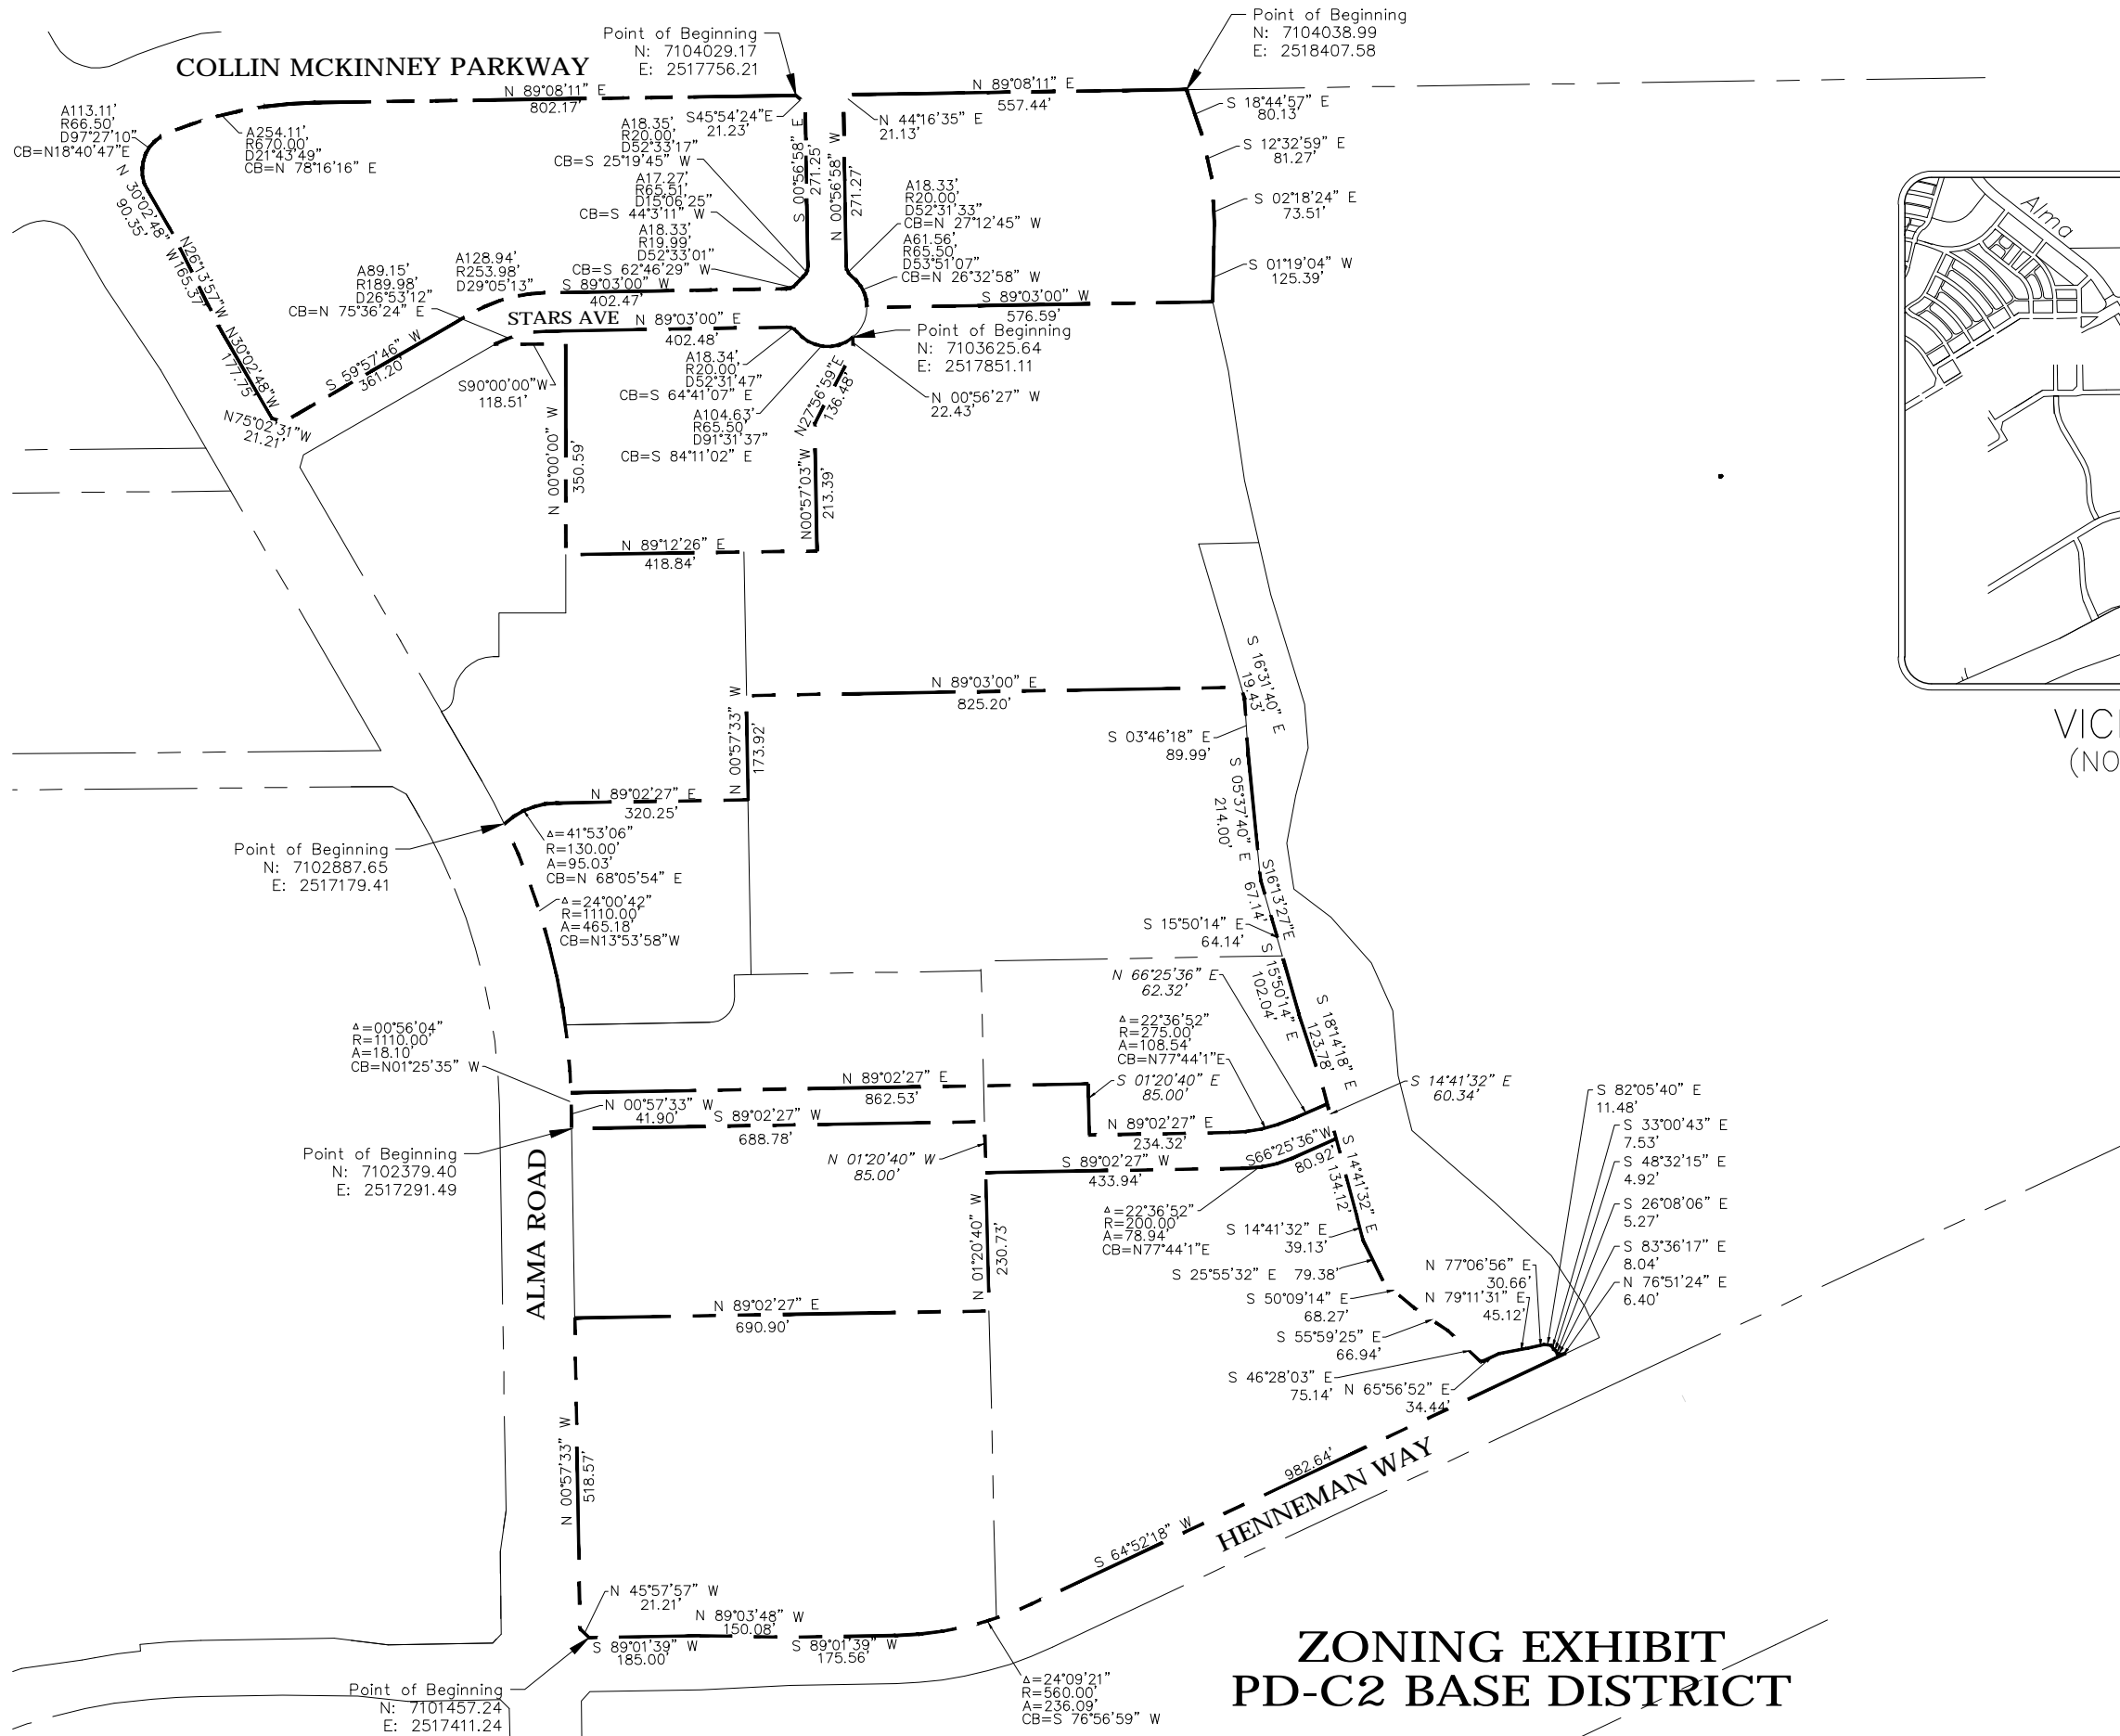 Point of Beginning
N: 7104029.17
E: 2517756.21
Point of Beginning
N: 7104038.99
E: 2518407.58
COLLIN MCKINNEY PARKWAY
N 89°08'11" E
802.17'
N 89°08'11" E
557.44'
A113.11'
R66.50'
D97°27'10"
CB=N18°40'47"E
A254.11'
R670.00'
D21°43'49"
CB=N 78°16'16" E
S45°54'24"E
21.23'
N 44°16'35" E
21.13'
S 18°44'57" E
80.13'
S 12°32'59" E
81.27'
S 02°18'24" E
73.51'
S 01°19'04" W
125.39'
A18.35'
R20.00'
D52°33'17"
CB=S 25°19'45" W
A17.27'
R65.51'
D15°06'25"
CB=S 44°3'11" W
A18.33'
R19.99'
D52°33'01"
CB=S 62°46'29" W
S 00°56'58" E
271.25'
N 00°56'58" W
271.27'
A18.33'
R20.00'
D52°31'33"
CB=N 27°12'45" W
A61.56'
R65.50'
D53°51'07"
CB=N 26°32'58" W
N 30°02'48" W
90.35'
N26°13'57"W
165.37'
N30°02'48"W
177.75'
N75°02'31"W
21.21'
A89.15'
R189.98'
D26°53'12"
CB=N 75°36'24" E
A128.94'
R253.98'
D29°05'13"
S 89°03'00" W
402.47'
STARS AVE
N 89°03'00" E
402.48'
S 89°03'00" W
576.59'
S 59°57'46" W
361.20'
S90°00'00"W
118.51'
Point of Beginning
N: 7103625.64
E: 2517851.11
A18.34'
R20.00'
D52°31'47"
CB=S 64°41'07" E
A104.63'
R65.50'
D91°31'37"
CB=S 84°11'02" E
N27°56'59"E
136.48'
N 00°56'27" W
22.43'
N 00°00'00" W
350.59'
N00°57'03"W
213.39'
N 89°12'26" E
418.84'
Alma
VICI
(NO
N 89°03'00" E
825.20'
N 00°57'33" W
173.92'
S 16°31'40" E
19.43'
S 03°46'18" E
89.99'
S 05°37'40" E
214.00'
N 89°02'27" E
320.25'
Point of Beginning
N: 7102887.65
E: 2517179.41
Δ=41°53'06"
R=130.00'
A=95.03'
CB=N 68°05'54" E
Δ=24°00'42"
R=1110.00'
A=465.18'
CB=N13°53'58"W
S16°13'27"E
67.14'
S 15°50'14" E
64.14'
S 15°50'14" E
102.04'
N 66°25'36" E
62.32'
S 18°14'18" E
123.78'
Δ=22°36'52"
R=275.00'
A=108.54'
CB=N77°44'1"E
Δ=00°56'04"
R=1110.00'
A=18.10'
CB=N01°25'35" W
N 89°02'27" E
862.53'
S 01°20'40" E
85.00'
S 14°41'32" E
60.34'
N 00°57'33" W
41.90'
S 89°02'27" W
688.78'
N 89°02'27" E
234.32'
Point of Beginning
N: 7102379.40
E: 2517291.49
N 01°20'40" W
85.00'
S 89°02'27" W
433.94'
S66°25'36"W
80.92'
S 14°41'32" E
134.12'
S 82°05'40" E
11.48'
S 33°00'43" E
7.53'
S 48°32'15" E
4.92'
S 26°08'06" E
5.27'
S 83°36'17" E
8.04'
N 76°51'24" E
6.40'
ALMA ROAD
N 01°20'40" W
230.73'
Δ=22°36'52"
R=200.00'
A=78.94'
CB=N77°44'1"E
S 14°41'32" E
39.13'
S 25°55'32" E 79.38'
S 50°09'14" E
68.27'
S 55°59'25" E
66.94'
S 46°28'03" E
75.14'
N 77°06'56" E
30.66'
N 79°11'31" E
45.12'
N 65°56'52" E
34.44'
N 89°02'27" E
690.90'
N 00°57'33" W
518.57'
982.64'
S 64°52'18" W
HENNEMAN WAY
N 45°57'57" W
21.21'
N 89°03'48" W
150.08'
S 89°01'39" W
185.00'
S 89°01'39" W
175.56'
Point of Beginning
N: 7101457.24
E: 2517411.24
Δ=24°09'21"
R=560.00'
A=236.09'
CB=S 76°56'59" W
ZONING EXHIBIT
PD-C2 BASE DISTRICT